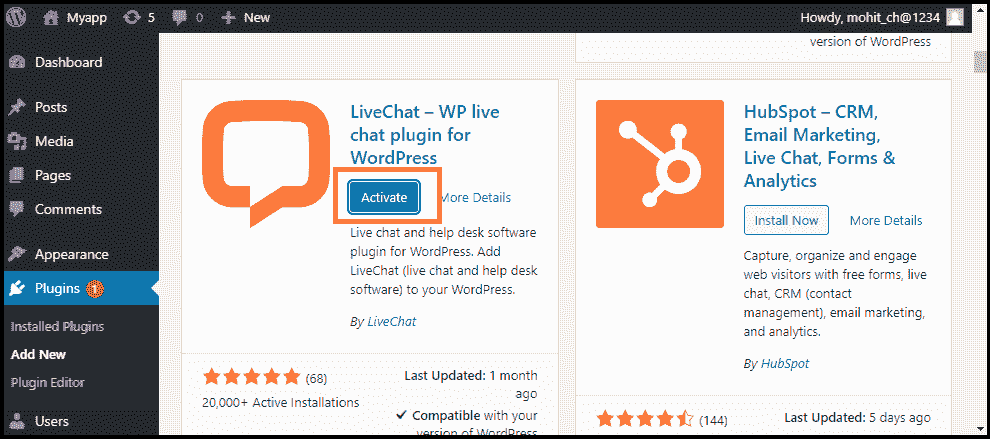 Myapp
5
0
+ New
Howdy, mohit_ch@1234
Dashboard
Posts
Media
Pages
Comments
Appearance
Plugins 1
Installed Plugins
Add New
Plugin Editor
Users
version of WordPress
LiveChat – WP live
chat plugin for
WordPress
Activate
More Details
Live chat and help desk software
plugin for WordPress. Add
LiveChat (live chat and help desk
software) to your WordPress.
By LiveChat
(68)
20,000+ Active Installations
Last Updated: 1 month
ago
✔ Compatible with your
version of WordPress
HubSpot – CRM,
Email Marketing,
Live Chat, Forms &
Analytics
Install Now
More Details
Capture, organize and engage
web visitors with free forms, live
chat, CRM (contact
management), email marketing,
and analytics.
By HubSpot
(144)
Last Updated: 5 days ago